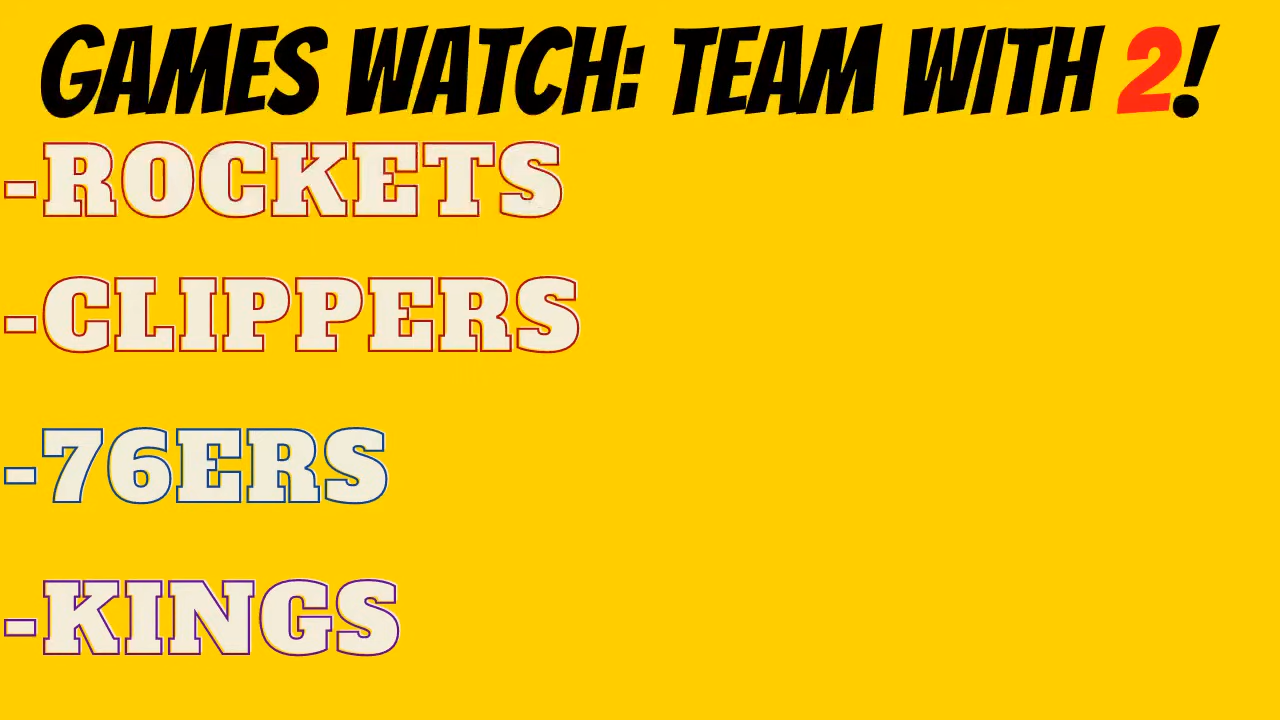 GAMES WATCH: TEAM WITH 2!
-ROCKETS
-CLIPPERS
-76ERS
-KINGS